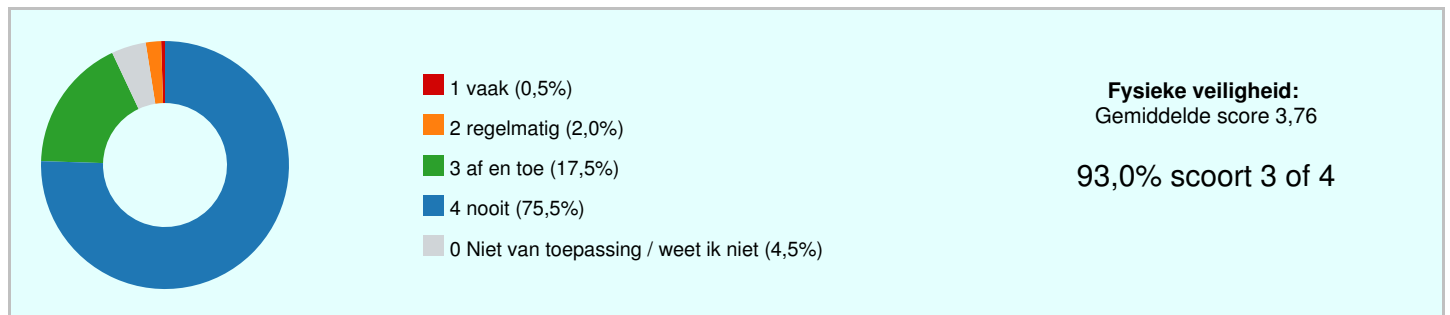 1 vaak (0,5%)
2 regelmatig (2,0%)
3 af en toe (17,5%)
4 nooit (75,5%)
0 Niet van toepassing / weet ik niet (4,5%)
Fysieke veiligheid:
Gemiddelde score 3,76
93,0% scoort 3 of 4